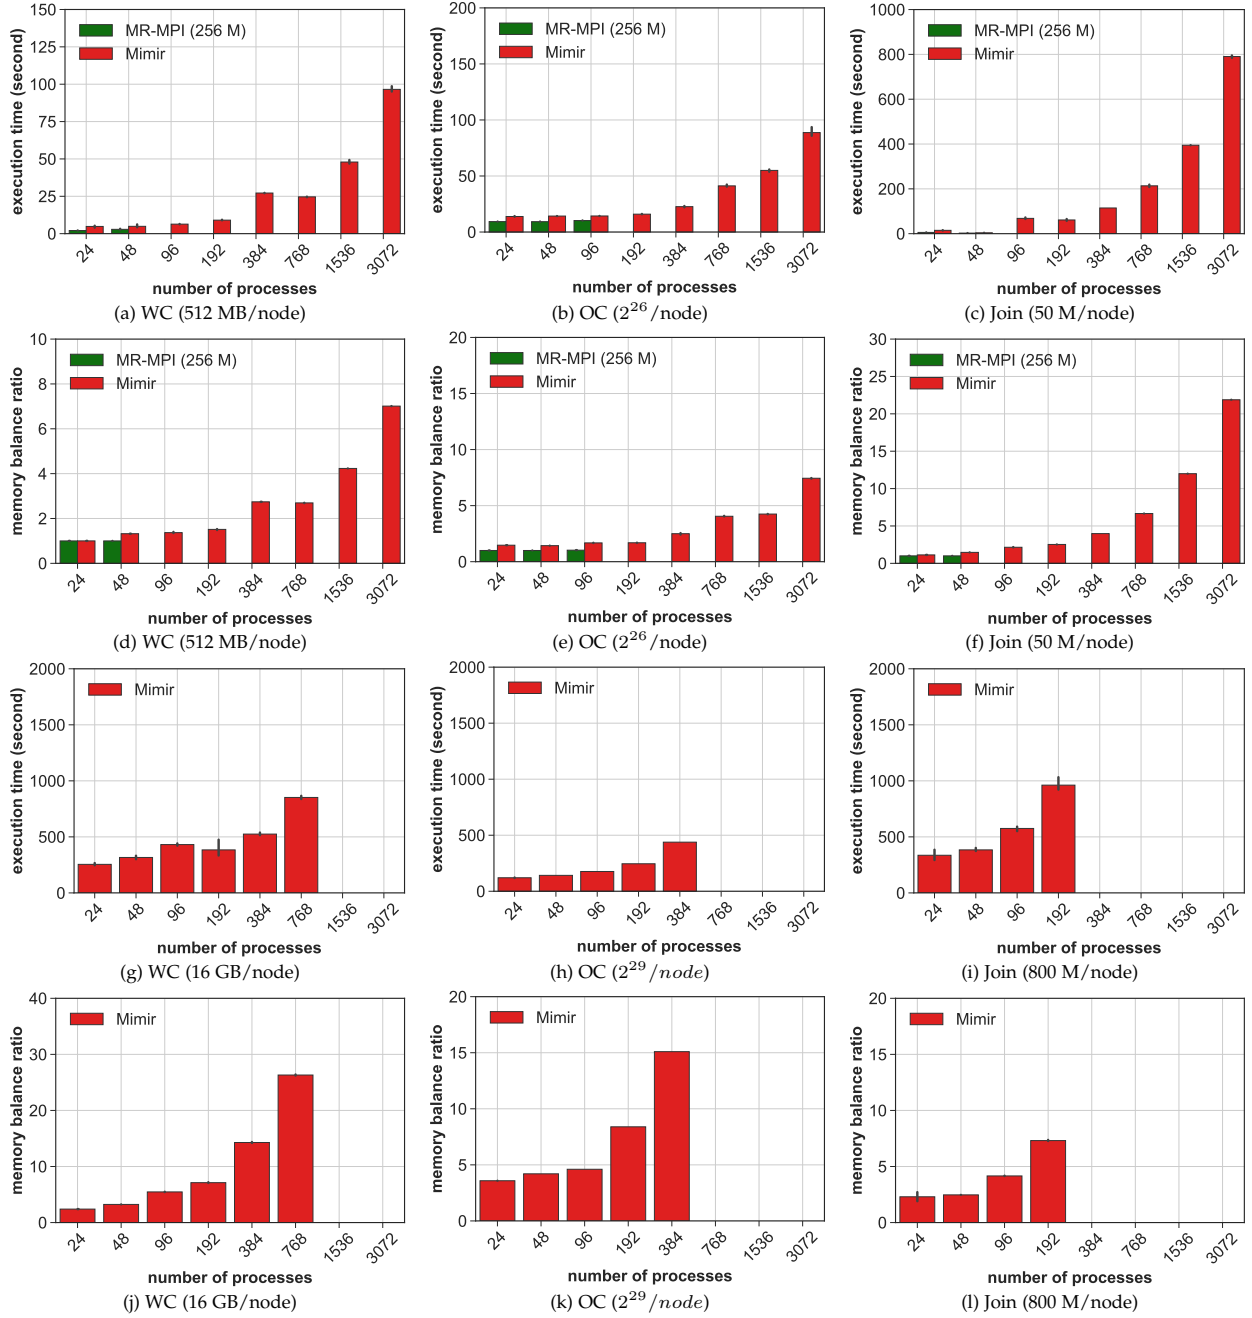 execution time (second)
150
125
100
75
50
25
0
MR-MPI (256 M)
Mimir
24 48 96 192 384 768 1536 3072
number of processes
(a) WC (512 MB/node)
execution time (second)
200
150
100
50
0
MR-MPI (256 M)
Mimir
24 48 96 192 384 768 1536 3072
number of processes
(b) OC (2^26/node)
execution time (second)
1000
800
600
400
200
0
MR-MPI (256 M)
Mimir
24 48 96 192 384 768 1536 3072
number of processes
(c) Join (50 M/node)
memory balance ratio
10
8
6
4
2
0
MR-MPI (256 M)
Mimir
24 48 96 192 384 768 1536 3072
number of processes
(d) WC (512 MB/node)
memory balance ratio
20
15
10
5
0
MR-MPI (256 M)
Mimir
24 48 96 192 384 768 1536 3072
number of processes
(e) OC (2^26/node)
memory balance ratio
30
25
20
15
10
5
0
MR-MPI (256 M)
Mimir
24 48 96 192 384 768 1536 3072
number of processes
(f) Join (50 M/node)
execution time (second)
2000
1500
1000
500
0
Mimir
24 48 96 192 384 768 1536 3072
number of processes
(g) WC (16 GB/node)
execution time (second)
2000
1500
1000
500
0
Mimir
24 48 96 192 384 768 1536 3072
number of processes
(h) OC (2^29/node)
execution time (second)
2000
1500
1000
500
0
Mimir
24 48 96 192 384 768 1536 3072
number of processes
(i) Join (800 M/node)
memory balance ratio
40
30
20
10
0
Mimir
24 48 96 192 384 768 1536 3072
number of processes
(j) WC (16 GB/node)
memory balance ratio
20
15
10
5
0
Mimir
24 48 96 192 384 768 1536 3072
number of processes
(k) OC (2^29/node)
memory balance ratio
20
15
10
5
0
Mimir
24 48 96 192 384 768 1536 3072
number of processes
(l) Join (800 M/node)